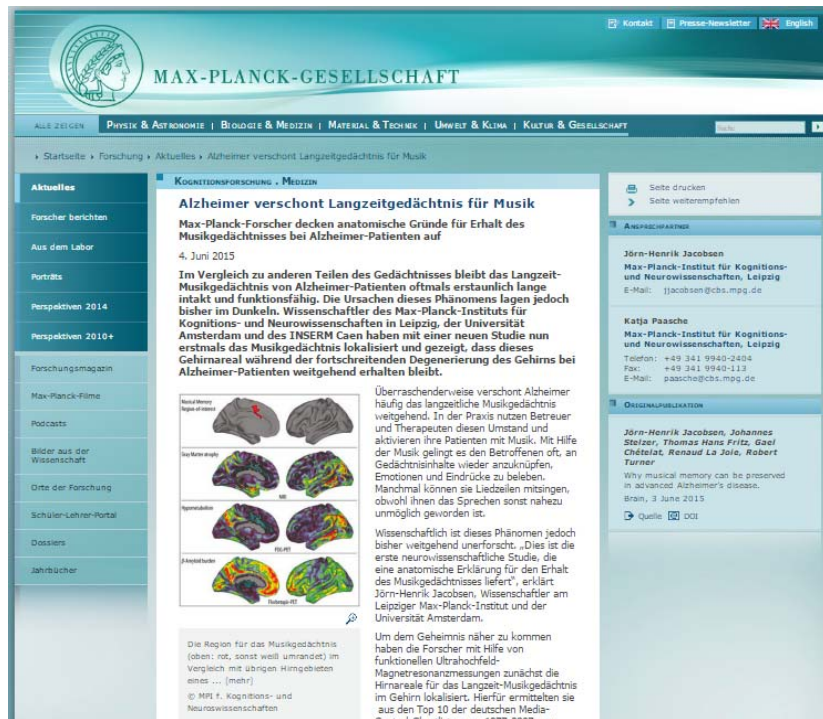 Kontakt
Presse-Newsletter
English
MAX-PLANCK-GESELLSCHAFT
ALLE ZEIGEN
PHYSIK & ASTRONOMIE | BIOLOGIE & MEDIZIN | MATERIAL & TECHNIK | UMWELT & KLIMA | KULTUR & GESELLSCHAFT
Suche
Startseite
Forschung
Aktuelles
Alzheimer verschont Langzeitgedächtnis für Musik
Aktuelles
Forscher berichten
Aus dem Labor
Porträts
Perspektiven 2014
Perspektiven 2010+
Forschungsmagazin
Max-Planck-Filme
Podcasts
Bilder aus der
Wissenschaft
Orte der Forschung
Schüler-Lehrer-Portal
Dossiers
Jahrbücher
KOGNITIONSFORSCHUNG . MEDIZIN
Alzheimer verschont Langzeitgedächtnis für Musik
Max-Planck-Forscher decken anatomische Gründe für Erhalt des
Musikgedächtnisses bei Alzheimer-Patienten auf
4. Juni 2015
Im Vergleich zu anderen Teilen des Gedächtnisses bleibt das Langzeit-
Musikgedächtnis von Alzheimer-Patienten oftmals erstaunlich lange
intakt und funktionsfähig. Die Ursachen dieses Phänomens lagen jedoch
bisher im Dunkeln. Wissenschaftler des Max-Planck-Instituts für
Kognitions- und Neurowissenschaften in Leipzig, der Universität
Amsterdam und des INSERM Caen haben mit einer neuen Studie nun
erstmals das Musikgedächtnis lokalisiert und gezeigt, dass dieses
Gehirnareal während der fortschreitenden Degenerierung des Gehirns bei
Alzheimer-Patienten weitgehend erhalten bleibt.
Musical Memory
Region-of-interest
Gray Matter atrophy
MRI
Hypometabolism
FDG-PET
β-Amyloid burden
Florbetapir-PET
Die Region für das Musikgedächtnis
(oben: rot, sonst weiß umrandet) im
Vergleich mit übrigen Hirngebieten
eines ... (mehr)
© MPI f. Kognitions- und
Neuroswissenschaften
Überraschenderweise verschont Alzheimer
häufig das langzeitliche Musikgedächtnis
weitgehend. In der Praxis nutzen Betreuer
und Therapeuten diesen Umstand und
aktivieren ihre Patienten mit Musik. Mit Hilfe
der Musik gelingt es den Betroffenen oft, an
Gedächtnisinhalte wieder anzuknüpfen,
Emotionen und Eindrücke zu beleben.
Manchmal können sie Liedzeilen mitsingen,
obwohl ihnen das Sprechen sonst nahezu
unmöglich geworden ist.
Wissenschaftlich ist dieses Phänomen jedoch
bisher weitgehend unerforscht. „Dies ist die
erste neurowissenschaftliche Studie, die
eine anatomische Erklärung für den Erhalt
des Musikgedächtnisses liefert“, erklärt
Jörn-Henrik Jacobsen, Wissenschaftler am
Leipziger Max-Planck-Institut und der
Universität Amsterdam.
Um dem Geheimnis näher zu kommen
haben die Forscher mit Hilfe von
funktionellen Ultrahochfeld-
Magnetresonanzmessungen zunächst die
Hirnareale für das Langzeit-Musikgedächtnis
im Gehirn lokalisiert. Hierfür ermittelten sie
aus den Top 10 der deutschen Media-
Seite drucken
Seite weiterempfehlen
ANSPRECHPARTNER
Jörn-Henrik Jacobsen
Max-Planck-Institut für Kognitions-
und Neurowissenschaften, Leipzig
E-Mail: jjacobsen@cbs.mpg.de
Katja Paasche
Max-Planck-Institut für Kognitions-
und Neurowissenschaften, Leipzig
Telefon: +49 341 9940-2404
Fax: +49 341 9940-113
E-Mail: paasche@cbs.mpg.de
ORIGINALPUBLIKATION
Jörn-Henrik Jacobsen, Johannes
Stelzer, Thomas Hans Fritz, Gael
Chételat, Renaud La Joie, Robert
Turner
Why musical memory can be preserved
in advanced Alzheimer's disease.
Brain, 3 June 2015
Quelle
DOI